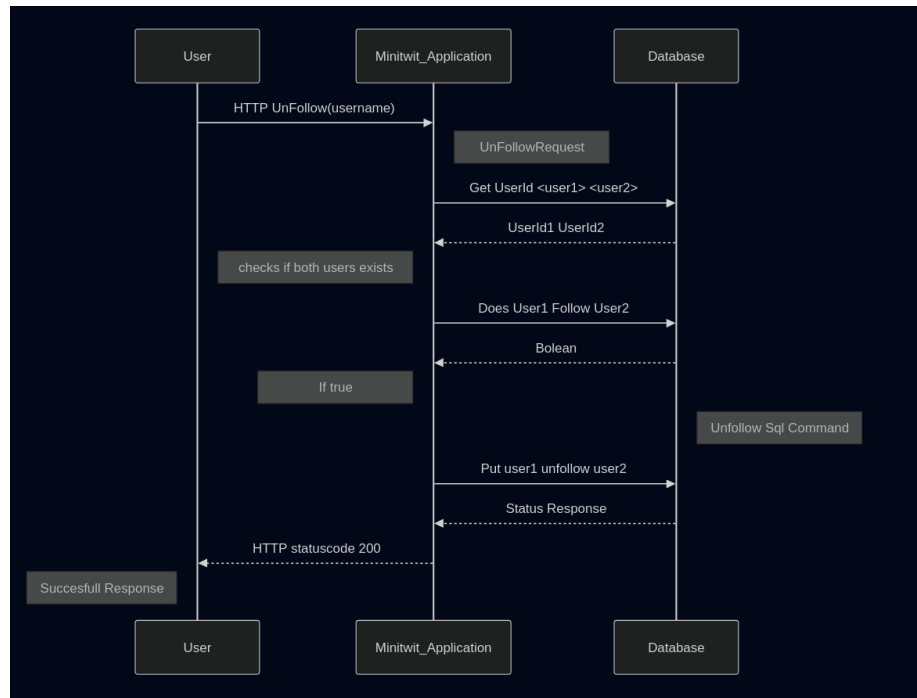 User
Minitwit_Application
Database
HTTP UnFollow(username)
UnFollowRequest
Get UserId <user1> <user2>
UserId1 UserId2
checks if both users exists
Does User1 Follow User2
Bolean
If true
Unfollow Sql Command
Put user1 unfollow user2
Status Response
HTTP statuscode 200
Succesfull Response
User
Minitwit_Application
Database